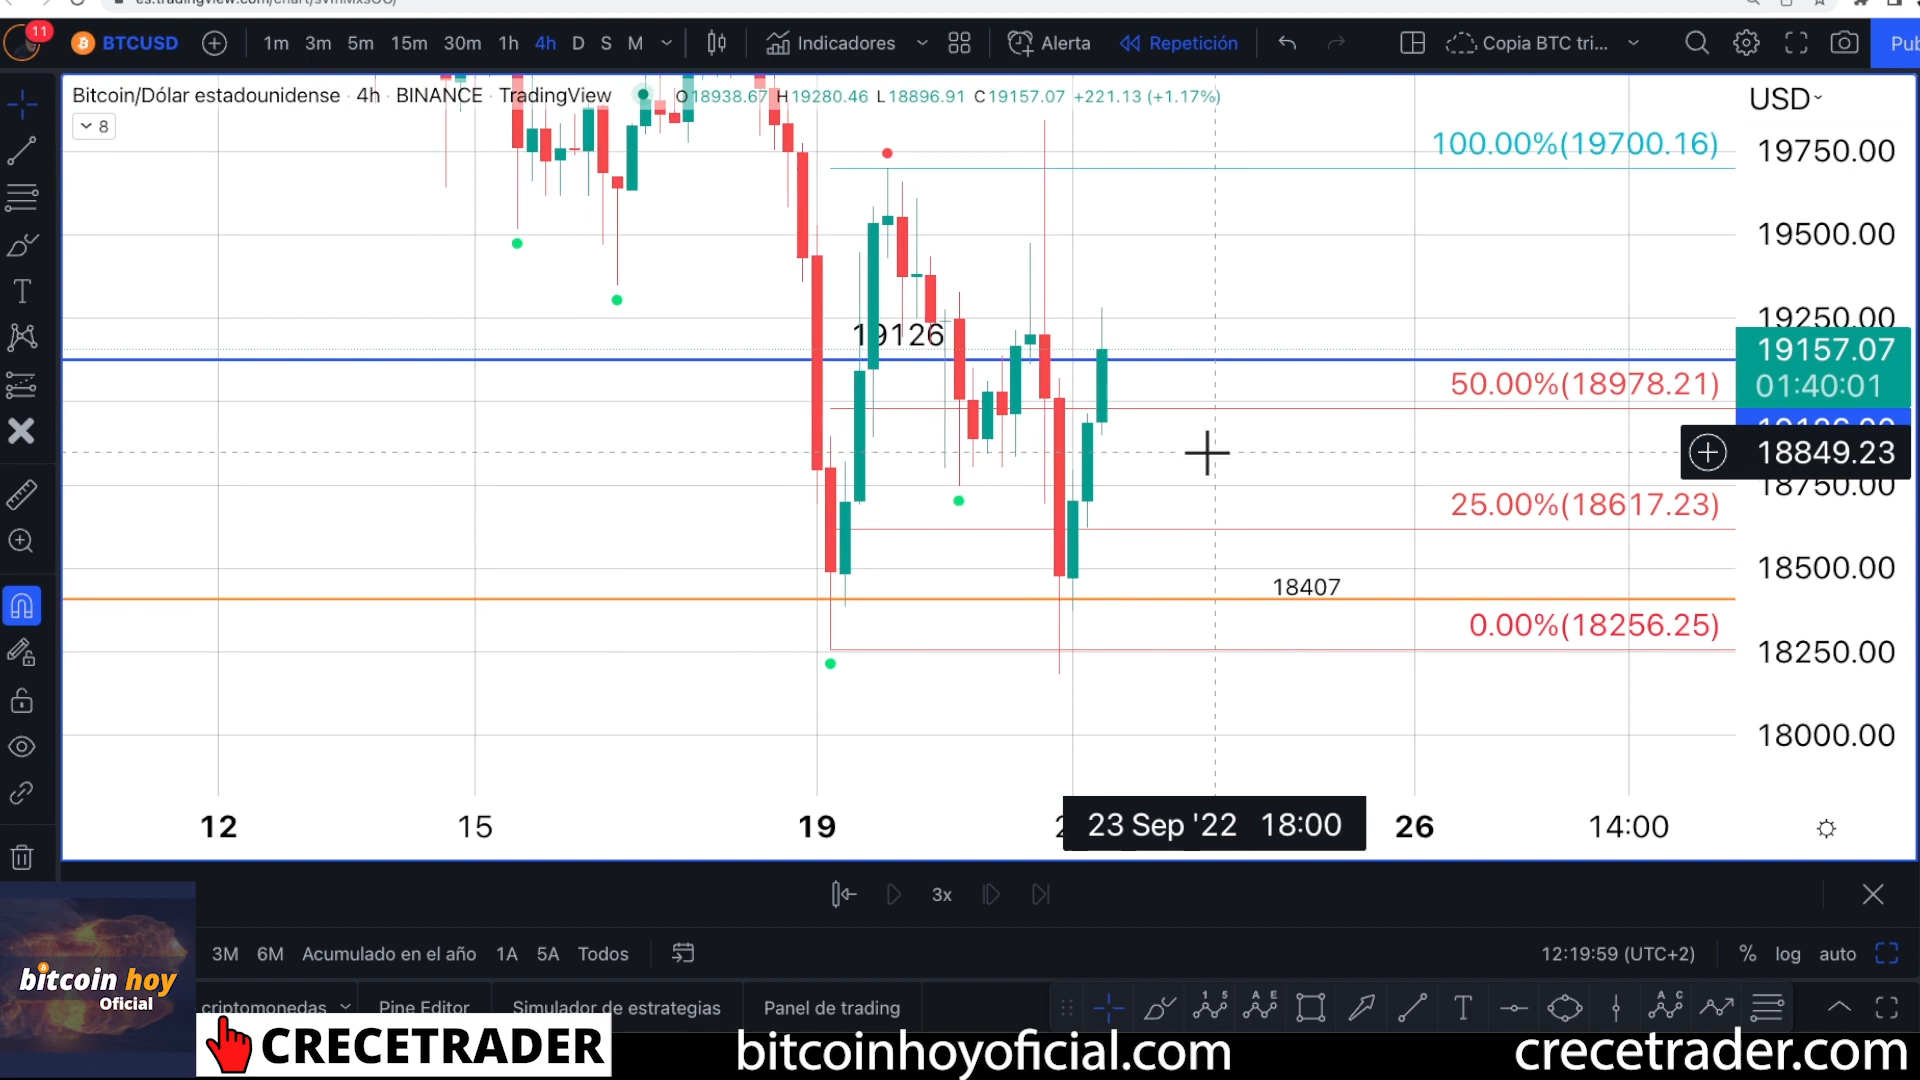 11
BTCUSD
1m 3m 5m 15m 30m 1h 4h D S M
Indicadores
Alerta
Repetición
Copia BTC tri...
Pub
Bitcoin/Dólar estadounidense · 4h · BINANCE · TradingView
O18938.67 H19280.46 L18896.91 C19157.07 +221.13 (+1.17%)
8
USD
100.00%(19700.16)
19750.00
19500.00
19250.00
19126
19157.07
01:40:01
50.00%(18978.21)
18849.23
18750.00
25.00%(18617.23)
18500.00
18407
0.00%(18256.25)
18250.00
18000.00
12 15 19 23 Sep '22 18:00 26 14:00
3x
3M 6M Acumulado en el año 1A 5A Todos
12:19:59 (UTC+2) % log auto
criptomonedas Pine Editor Simulador de estrategias Panel de trading
bitcoin hoy
Oficial
CRECETRADER
bitcoinhoyoficial.com
crecetrader.com